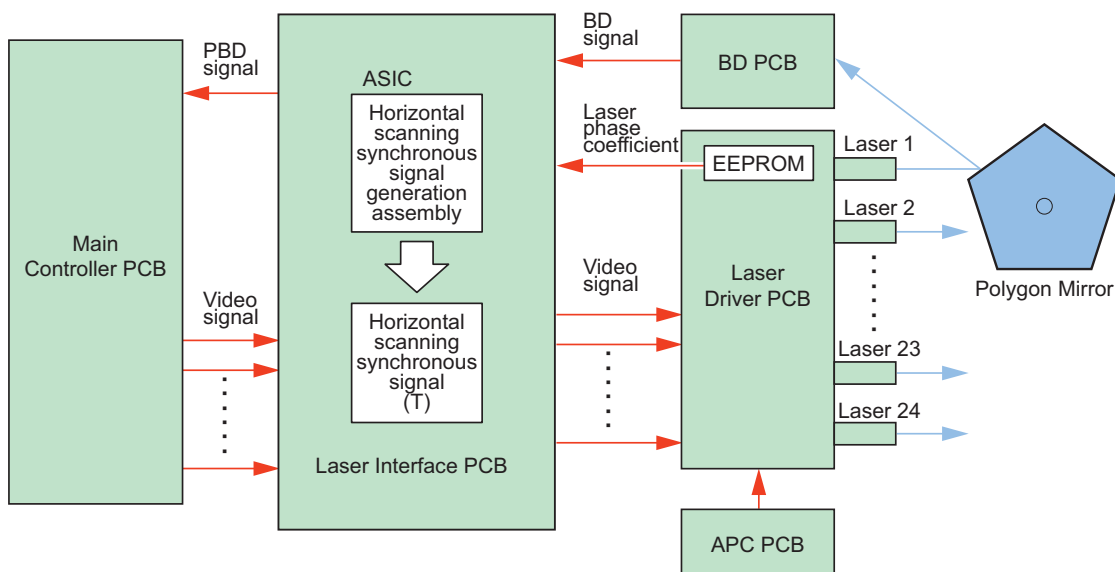 PBD
signal
Main
Controller PCB
Video
signal
ASIC
Horizontal
scanning
synchronous
signal
generation
assembly
Horizontal
scanning
synchronous
signal
(T)
Laser Interface PCB
BD
signal
Laser
phase
coefficient
Video
signal
BD PCB
EEPROM
Laser
Driver PCB
APC PCB
Laser 1
Laser 2
Laser 23
Laser 24
Polygon Mirror